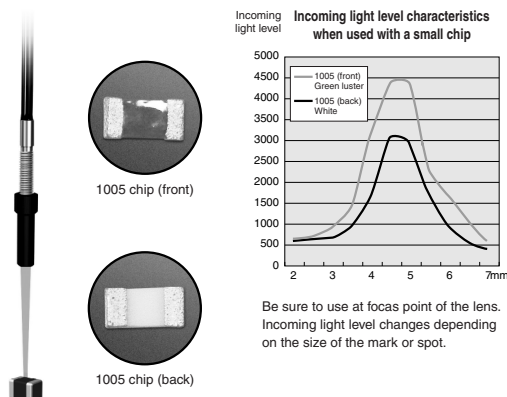 Incoming
light level
Incoming light level characteristics
when used with a small chip
5000
4500
4000
3500
3000
2500
2000
1500
1000
500
0
2 3 4 5 6 7mm
1005 (front)
Green luster
1005 (back)
White
1005 chip (front)
1005 chip (back)
Be sure to use at focas point of the lens.
Incoming light level changes depending
on the size of the mark or spot.